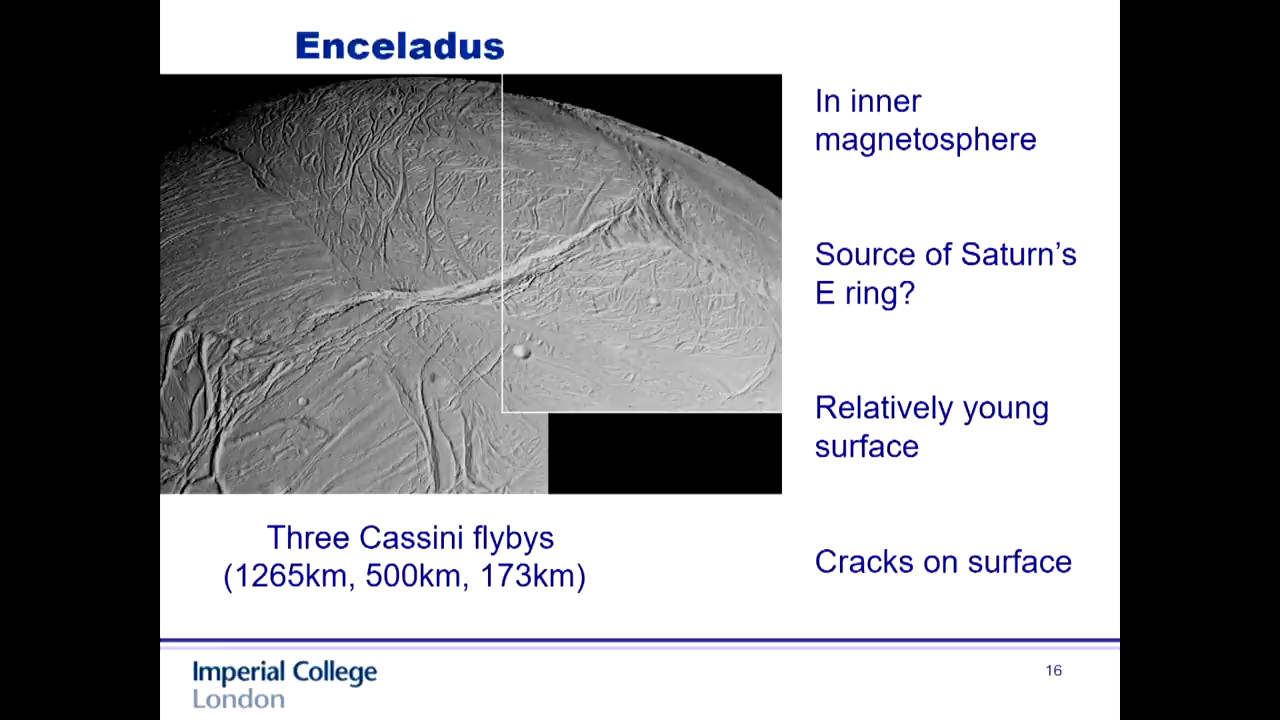 Enceladus
In inner
magnetosphere
Source of Saturn's
E ring?
Relatively young
surface
Cracks on surface
Three Cassini flybys
(1265km, 500km, 173km)
Imperial College
London
16